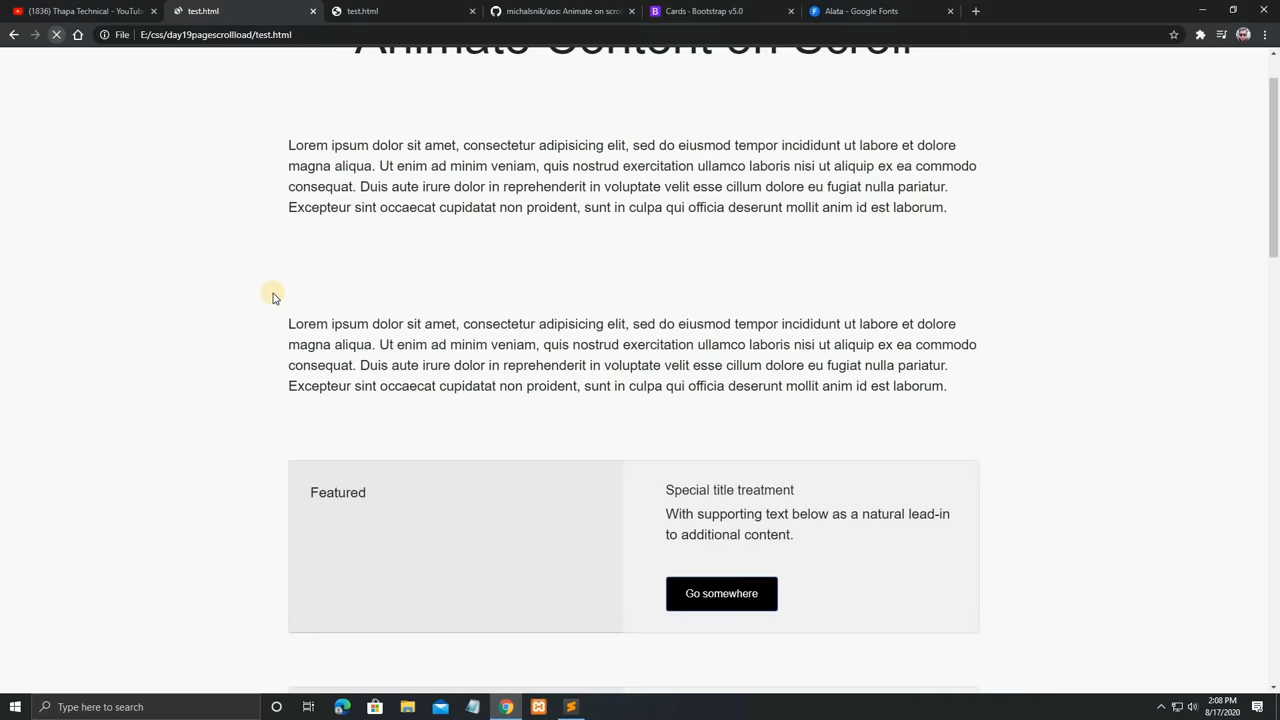 (1836) Thapa Technical - YouTube
test.html
test.html
michalsnik/aos: Animate on scrol
Cards · Bootstrap v5.0
Alata - Google Fonts
File
E:/css/day19pagescrollload/test.html
Animate Content on Scroll
Lorem ipsum dolor sit amet, consectetur adipisicing elit, sed do eiusmod tempor incididunt ut labore et dolore
magna aliqua. Ut enim ad minim veniam, quis nostrud exercitation ullamco laboris nisi ut aliquip ex ea commodo
consequat. Duis aute irure dolor in reprehenderit in voluptate velit esse cillum dolore eu fugiat nulla pariatur.
Excepteur sint occaecat cupidatat non proident, sunt in culpa qui officia deserunt mollit anim id est laborum.
Lorem ipsum dolor sit amet, consectetur adipisicing elit, sed do eiusmod tempor incididunt ut labore et dolore
magna aliqua. Ut enim ad minim veniam, quis nostrud exercitation ullamco laboris nisi ut aliquip ex ea commodo
consequat. Duis aute irure dolor in reprehenderit in voluptate velit esse cillum dolore eu fugiat nulla pariatur.
Excepteur sint occaecat cupidatat non proident, sunt in culpa qui officia deserunt mollit anim id est laborum.
Featured
Special title treatment
With supporting text below as a natural lead-in
to additional content.
Go somewhere
Type here to search
2:08 PM
8/17/2020